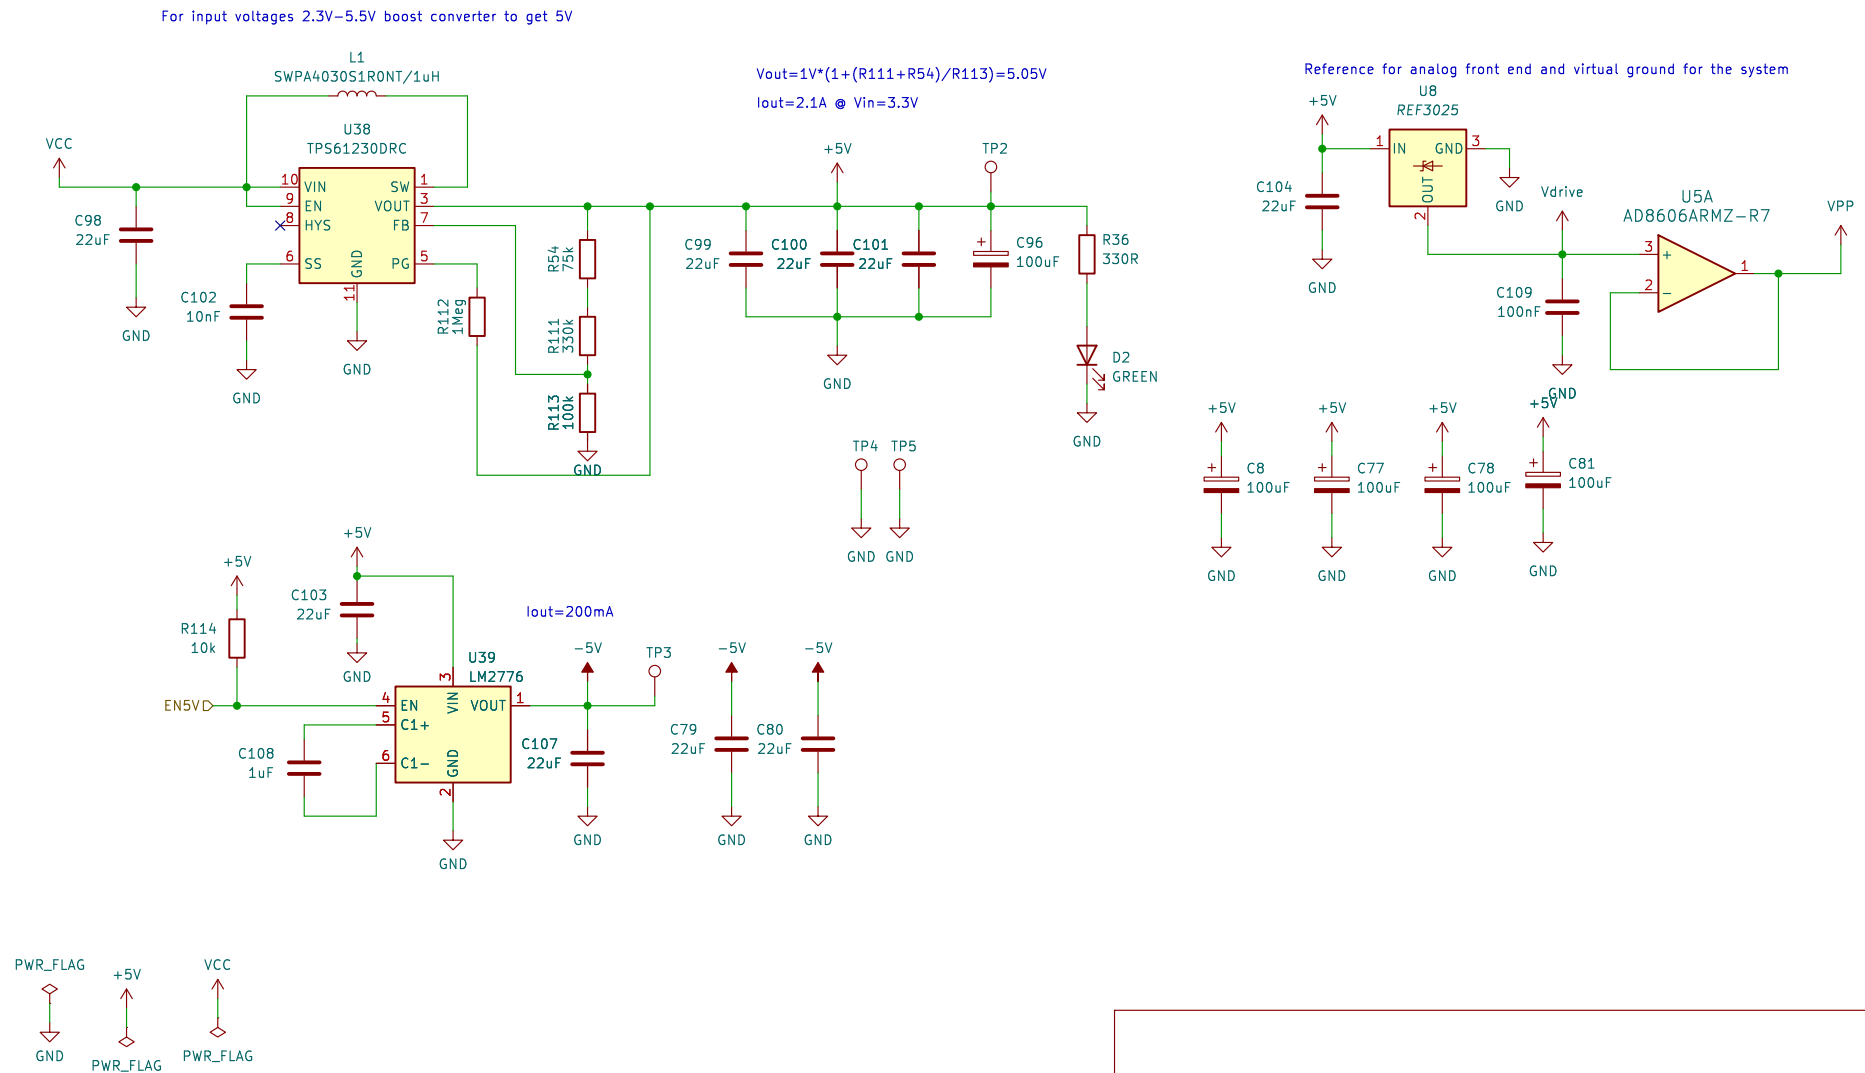 For input voltages 2.3V-5.5V boost converter to get 5V
L1
SWPA4030S1R0NT/1uH
U38
TPS61230DRC
VCC
10 VIN
9 EN
8 HYS
6 SS
GND
11
SW 1
VOUT 3
FB 7
PG 5
C98
22uF
GND
C102
10nF
GND
GND
R112
1Meg
R54
75k
R111
330k
R113
100k
GND
Vout=1V*(1+(R111+R54)/R113)=5.05V
Iout=2.1A @ Vin=3.3V
+5V
TP2
C99
22uF
C100
22uF
C101
22uF
+
C96
100uF
GND
R36
330R
D2
GREEN
GND
TP4
TP5
GND
GND
Reference for analog front end and virtual ground for the system
U8
REF3025
+5V
1 IN
GND 3
OUT
2
C104
22uF
GND
GND
Vdrive
C109
100nF
GND
U5A
AD8606ARMZ-R7
3 +
2 -
1
VPP
+5V
+
C8
100uF
GND
+5V
+
C77
100uF
GND
+5V
+
C78
100uF
GND
+5V
+
C81
100uF
GND
+5V
R114
10k
EN5V
+5V
C103
22uF
GND
Iout=200mA
U39
LM2776
3
VIN
4 EN
5 C1+
6 C1-
VOUT 1
GND
2
GND
C108
1uF
-5V
TP3
C107
22uF
GND
-5V
C79
22uF
GND
-5V
C80
22uF
GND
PWR_FLAG
GND
+5V
PWR_FLAG
VCC
PWR_FLAG